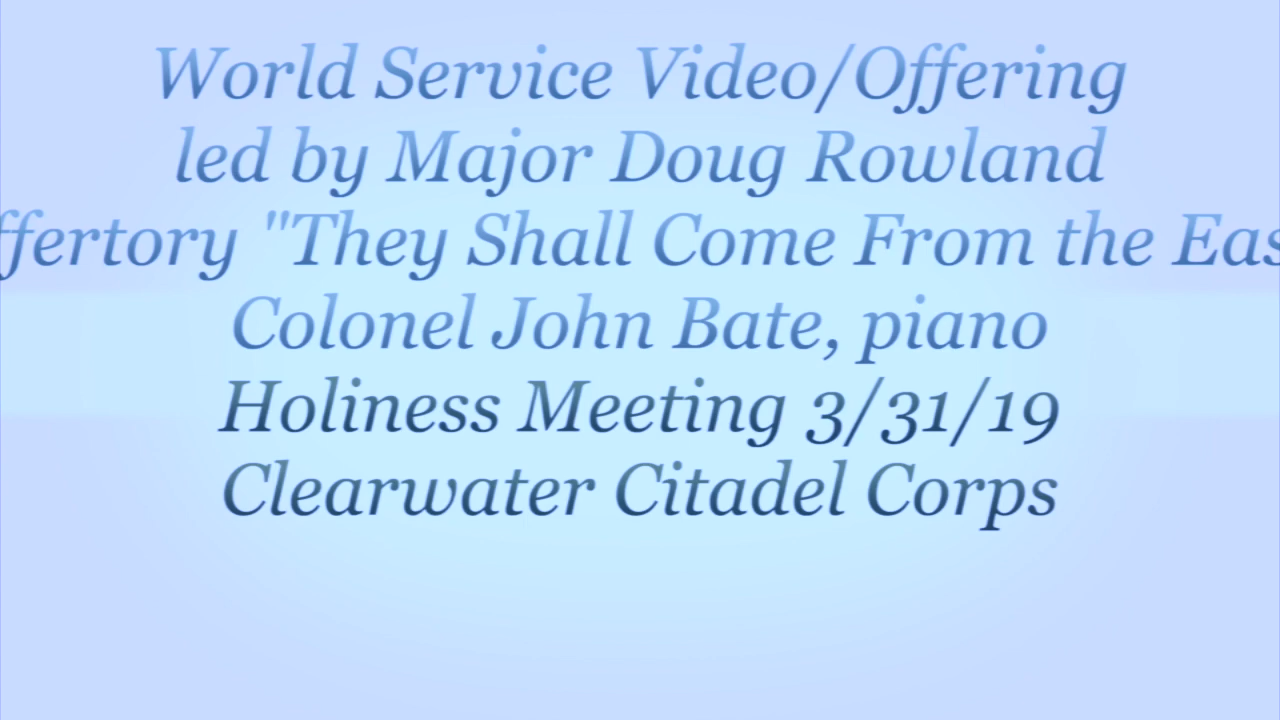 World Service Video/Offering
led by Major Doug Rowland
ffertory "They Shall Come From the Eas
Colonel John Bate, piano
Holiness Meeting 3/31/19
Clearwater Citadel Corps